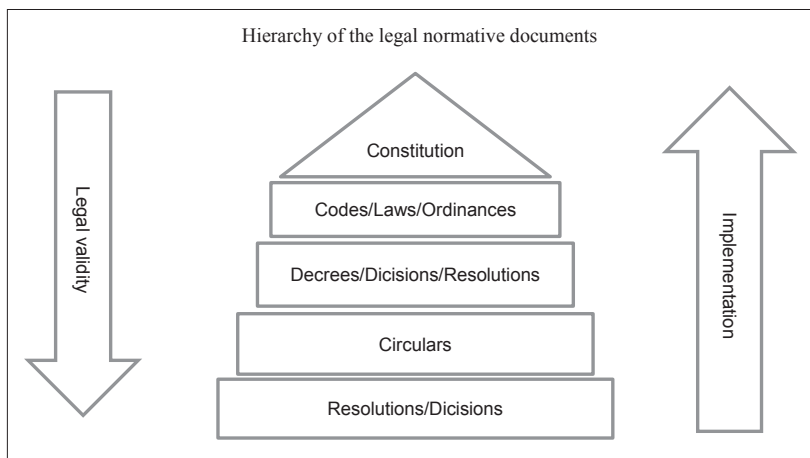 Hierarchy of the legal normative documents
Legal validity
Constitution
Codes/Laws/Ordinances
Decrees/Dicisions/Resolutions
Circulars
Resolutions/Dicisions
Implementation